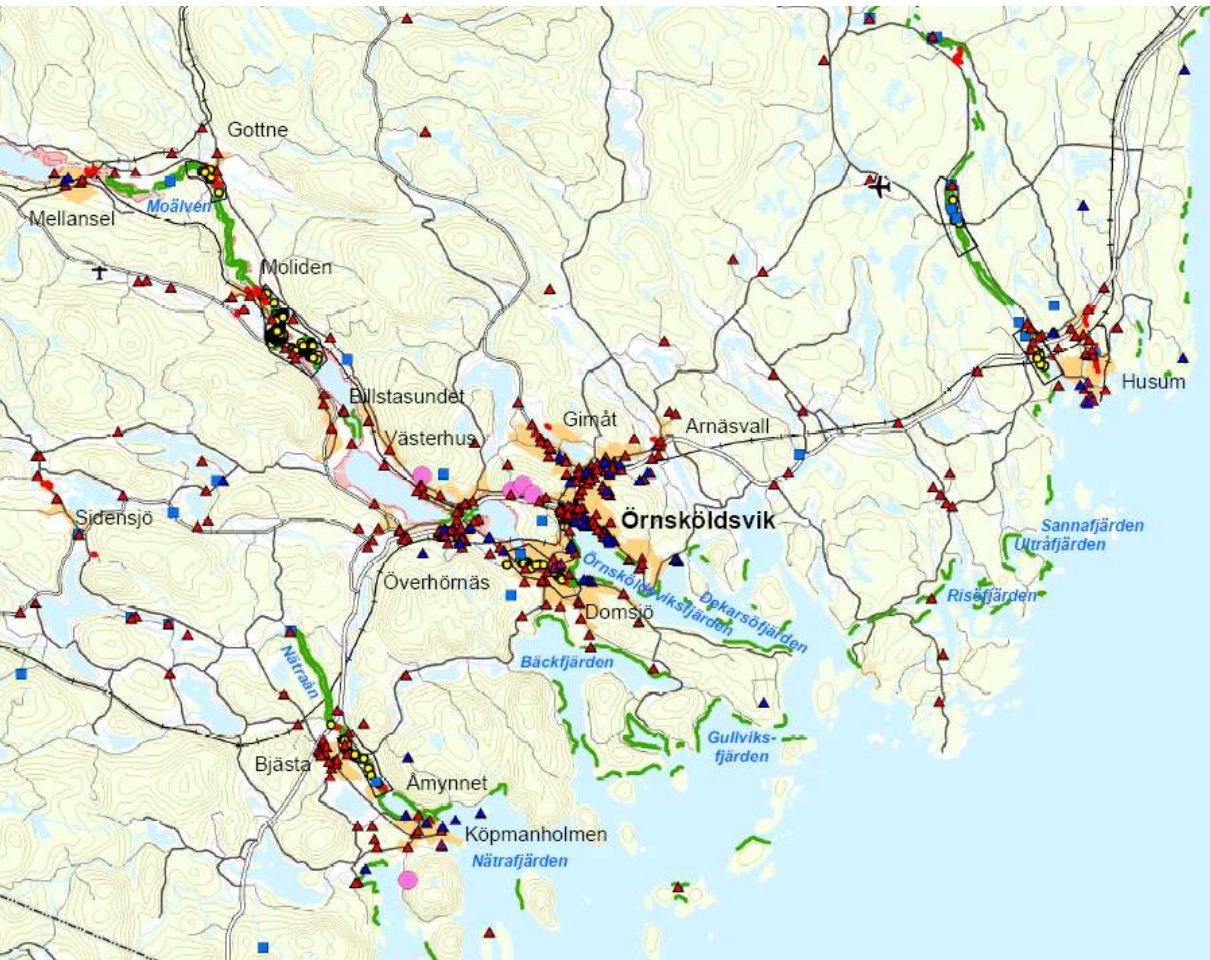 Gottne
Mellansel
Moälven
Moliden
Billstasundet
Husum
Gimåt
Arnäsvall
Västerhus
Sidensjö
Örnsköldsvik
Sannafjärden
Ultråfjärden
Överhörnäs
Örnsköldsviksfjärden
Dekarsöfjärden
Risöfjärden
Domsjö
Bäckfjärden
Nätraån
Gullviks-
fjärden
Bjästa
Åmynnet
Köpmanholmen
Nätrafjärden